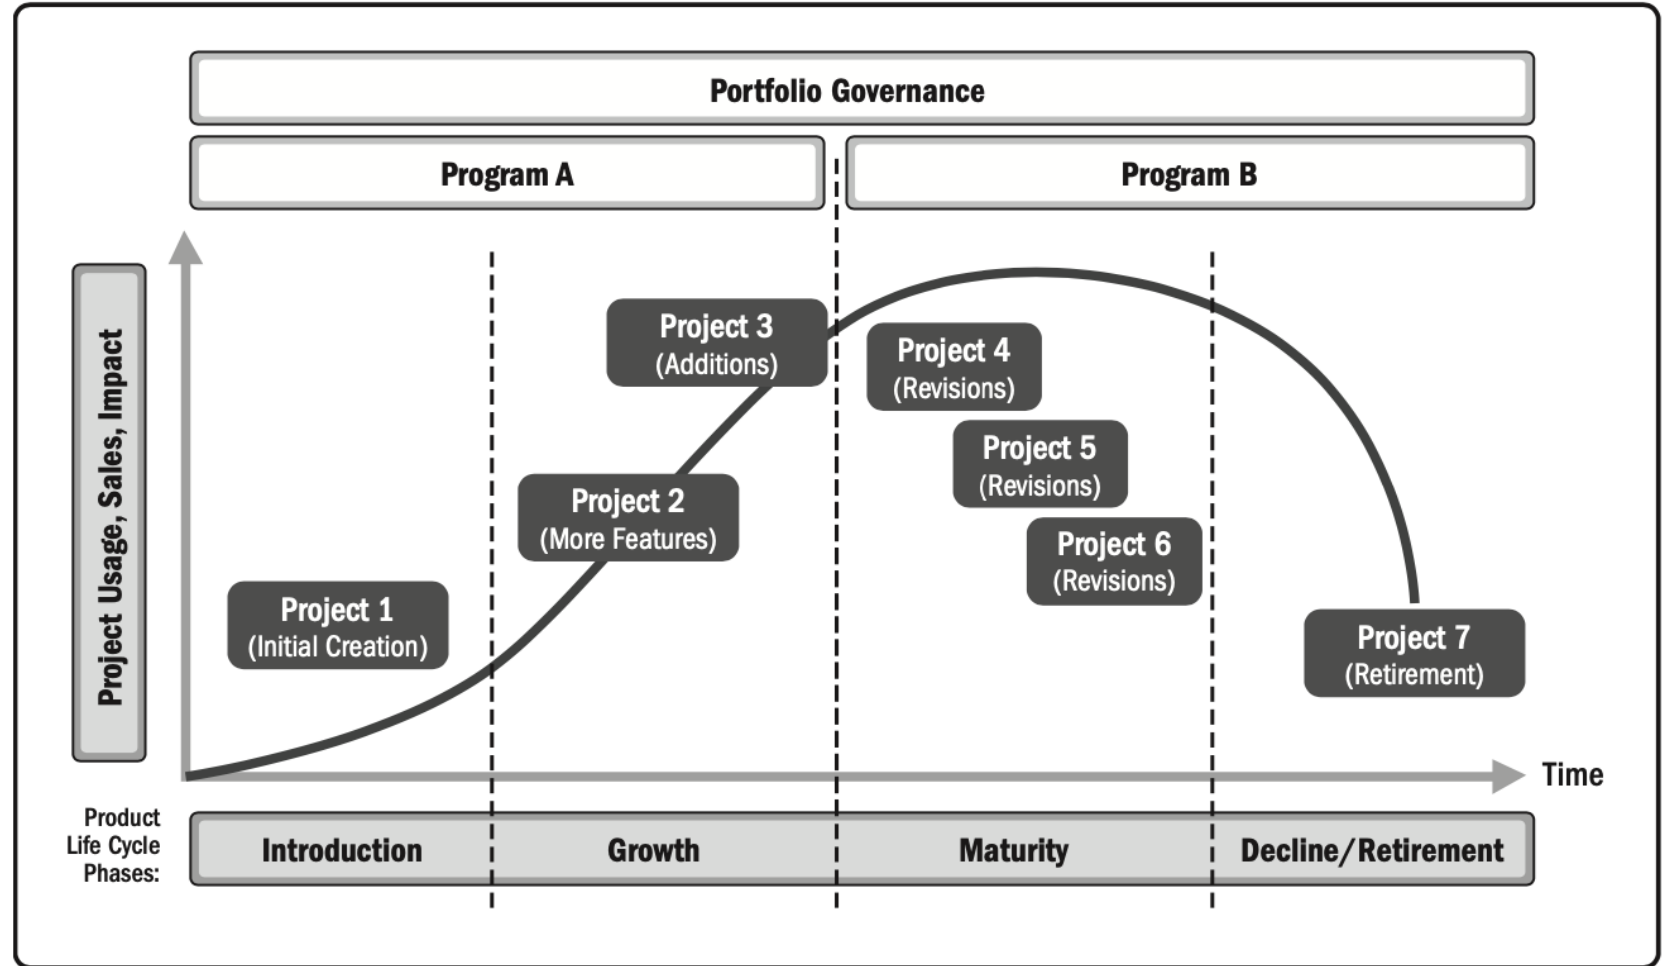 Portfolio Governance
Program A
Program B
Project Usage, Sales, Impact
Project 3
(Additions)
Project 4
(Revisions)
Project 5
(Revisions)
Project 2
(More Features)
Project 6
(Revisions)
Project 1
(Initial Creation)
Project 7
(Retirement)
Time
Product
Life Cycle
Phases:
Introduction
Growth
Maturity
Decline/Retirement